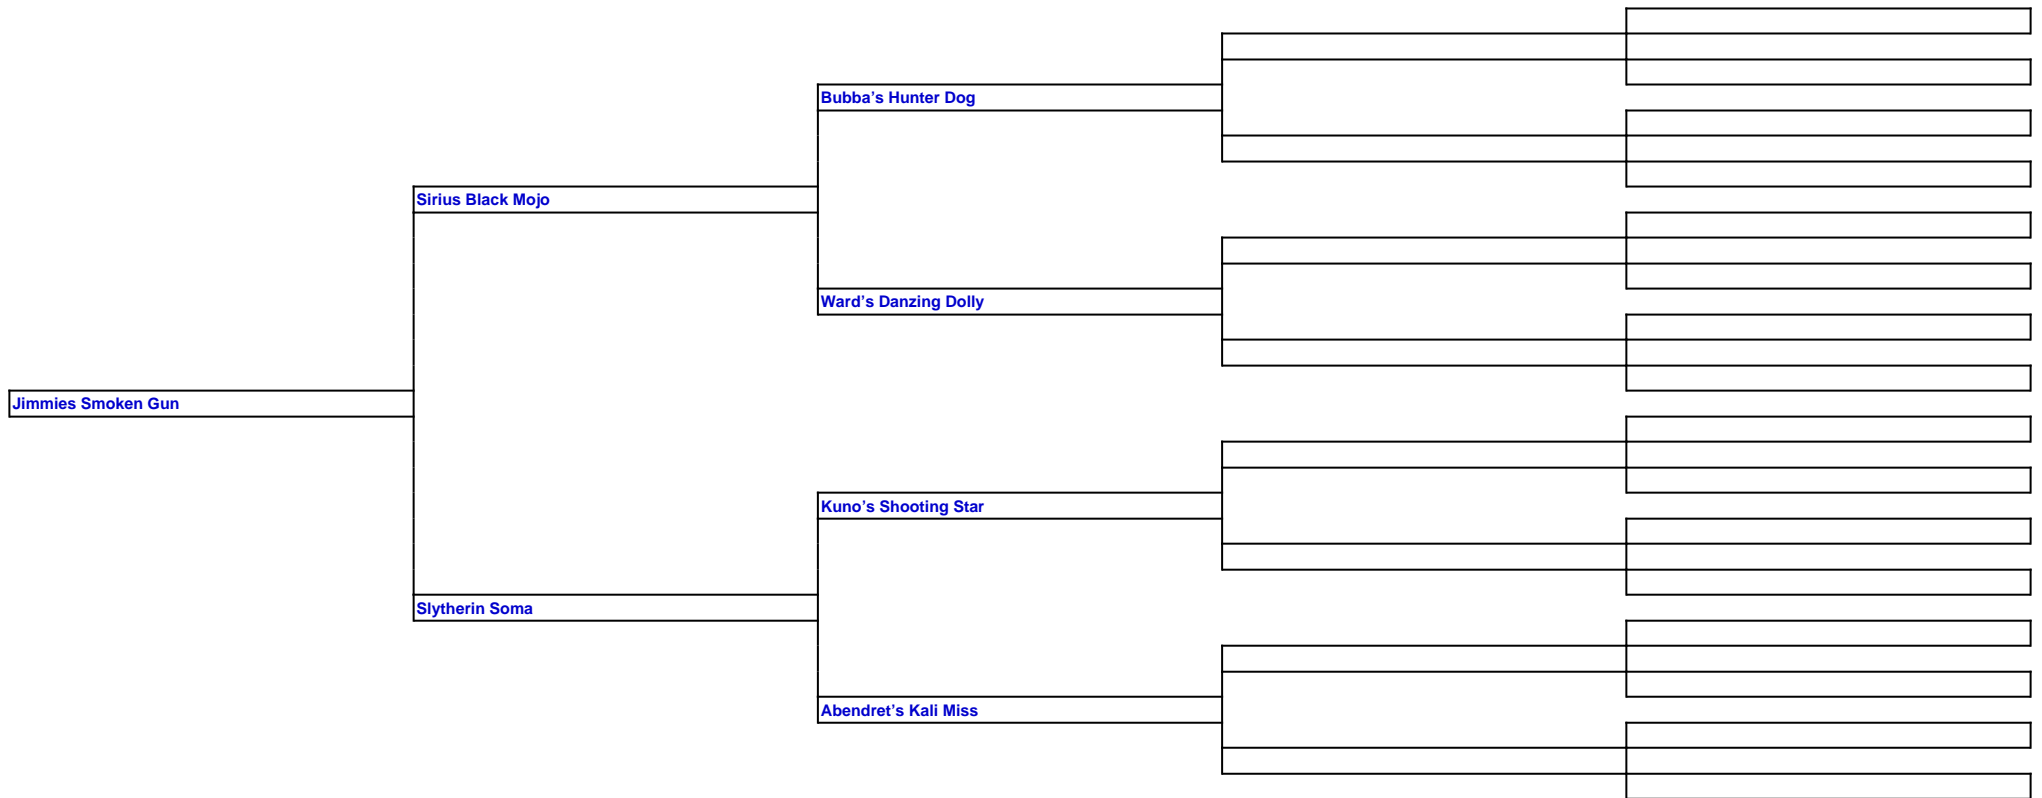 Bubba’s Hunter Dog
Sirius Black Mojo
Ward’s Danzing Dolly
Jimmies Smoken Gun
Kuno’s Shooting Star
Slytherin Soma
Abendret’s Kali Miss